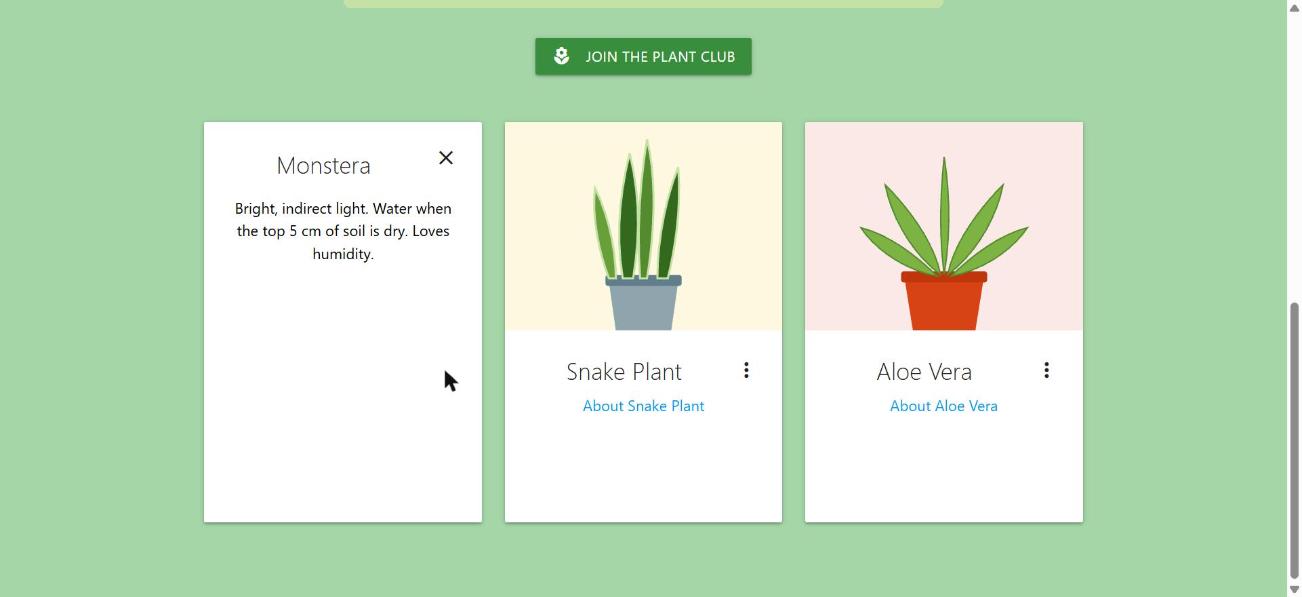 JOIN THE PLANT CLUB
Monstera
Bright, indirect light. Water when
the top 5 cm of soil is dry. Loves
humidity.
Snake Plant
About Snake Plant
Aloe Vera
About Aloe Vera